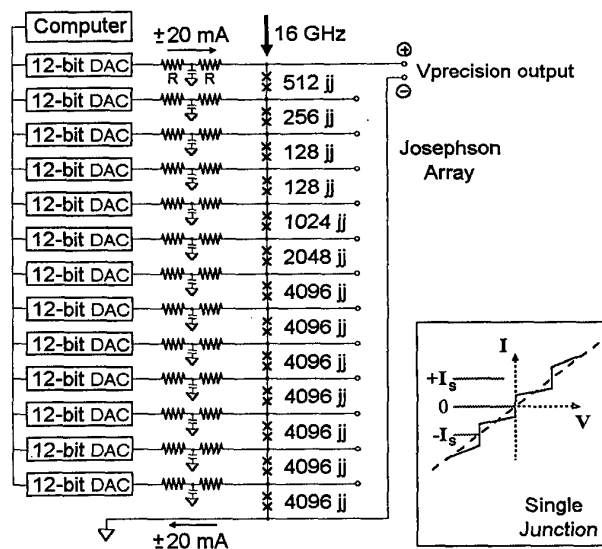 Computer
±20 mA
16 GHz
12-bit DAC
R R
512 jj
⊕
⊖
Vprecision output
12-bit DAC
256 jj
12-bit DAC
128 jj
Josephson
Array
12-bit DAC
128 jj
12-bit DAC
1024 jj
12-bit DAC
2048 jj
12-bit DAC
4096 jj
12-bit DAC
4096 jj
12-bit DAC
4096 jj
12-bit DAC
4096 jj
12-bit DAC
4096 jj
12-bit DAC
4096 jj
12-bit DAC
4096 jj
±20 mA
I
+Is
0
V
-Is
Single
Junction